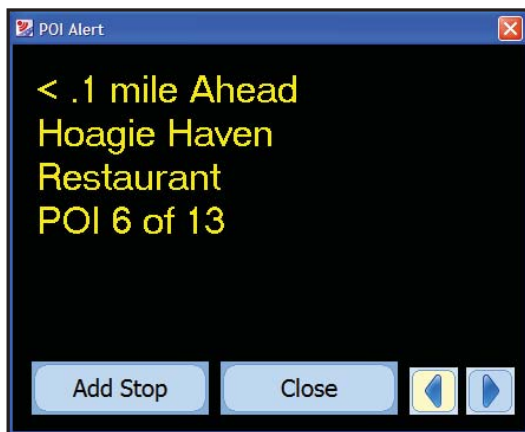 POI Alert
< .1 mile Ahead
Hoagie Haven
Restaurant
POI 6 of 13
Add Stop Close